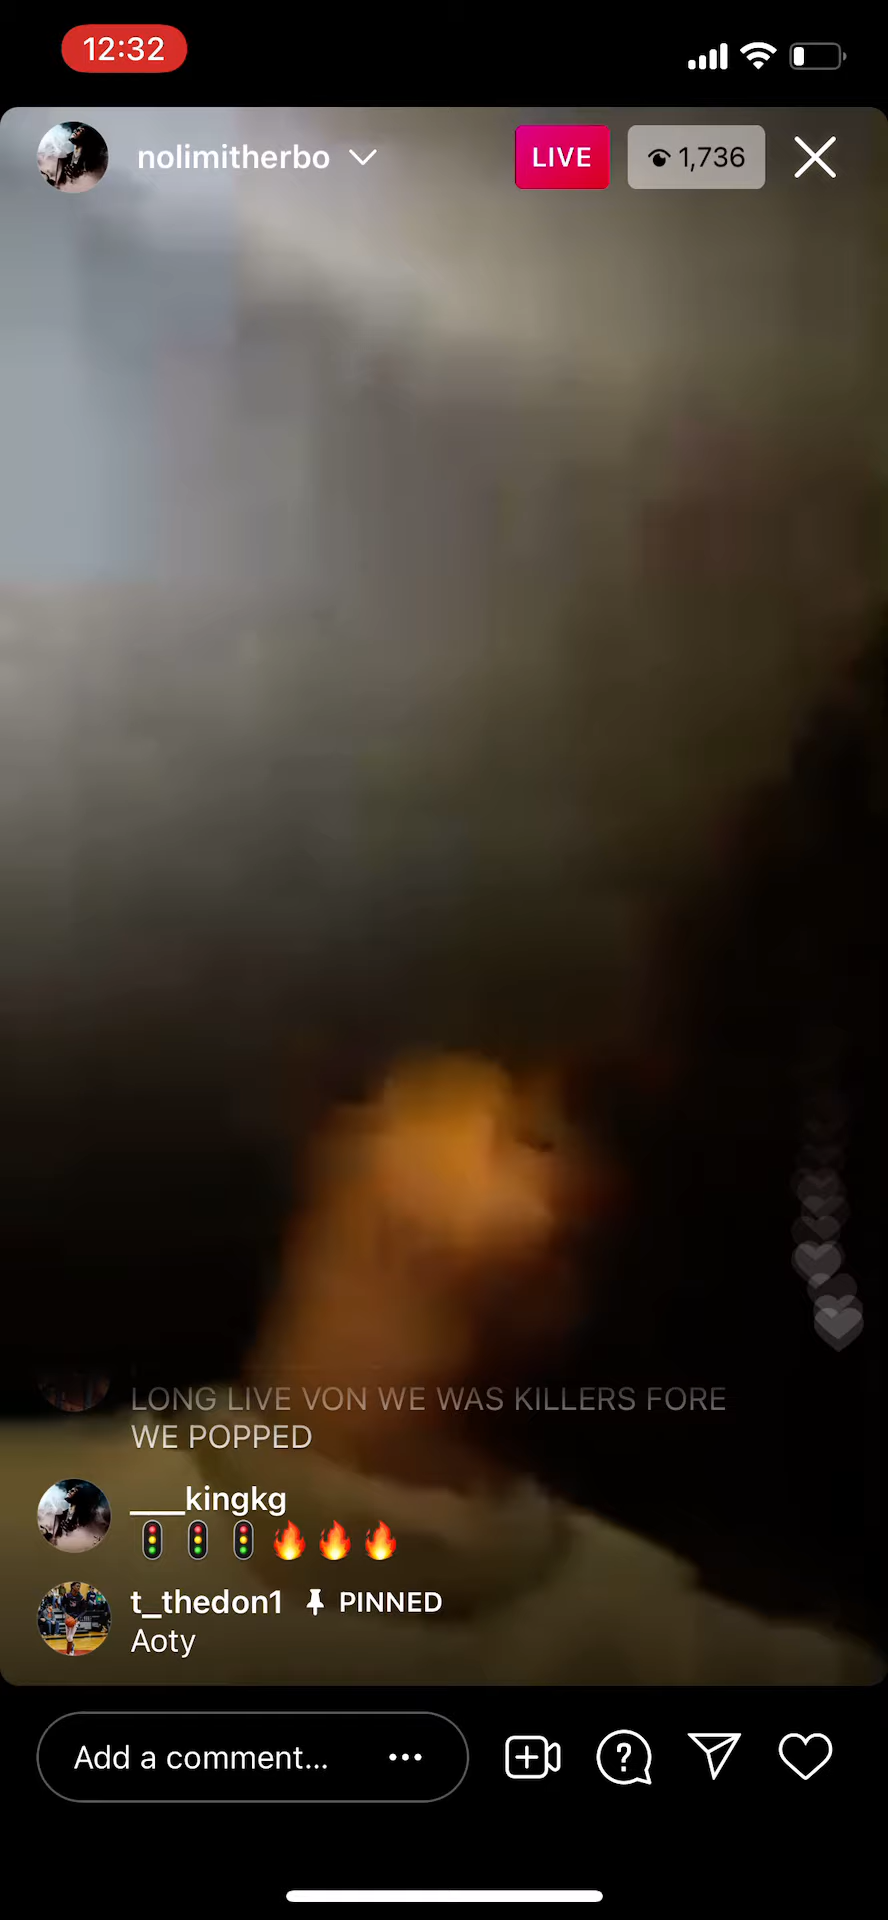 12:32
nolimitherbo
LIVE
1,736
LONG LIVE VON WE WAS KILLERS FORE
WE POPPED
___kingkg
🚦🚦🚦🔥🔥🔥
t_thedon1 📌 PINNED
Aoty
Add a comment...